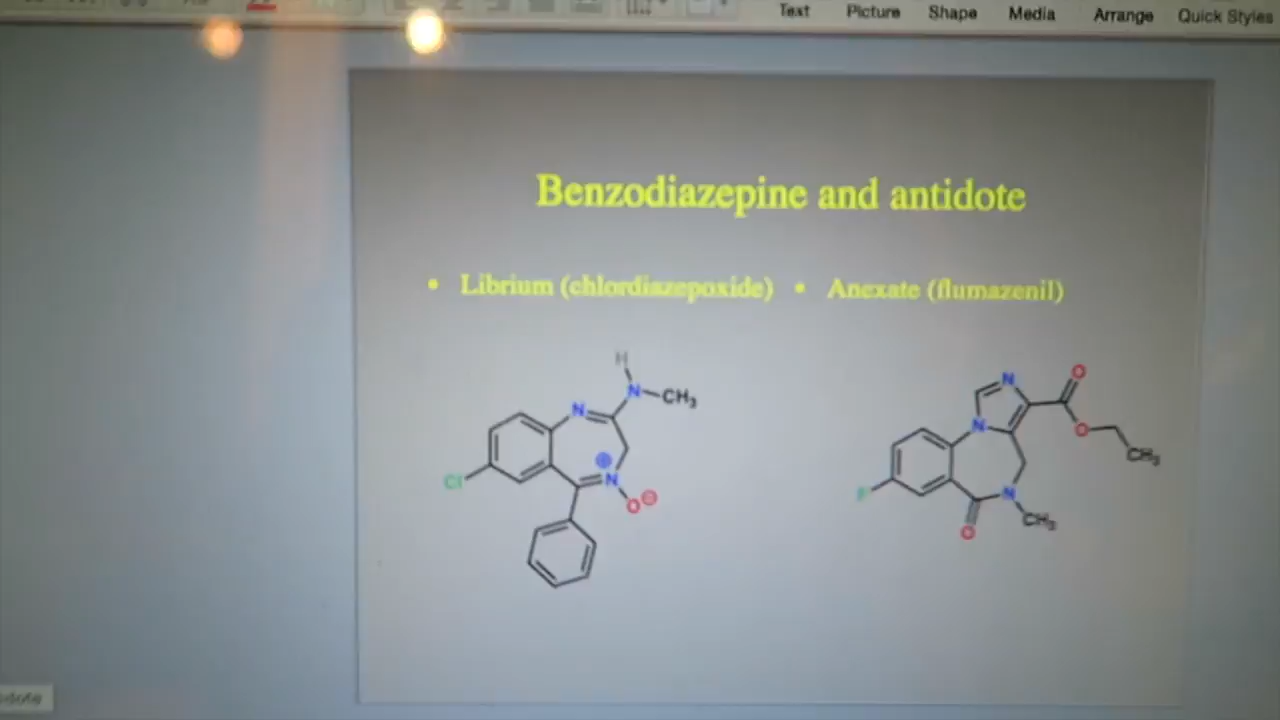 Text Picture Shape Media Arrange Quick Styles
Benzodiazepine and antidote
• Librium (chlordiazepoxide) • Anexate (flumazenil)
H
N CH₃
N
Cl
⊕
N
O ⊖
N
O
N
O
CH₃
F
N
CH₃
O